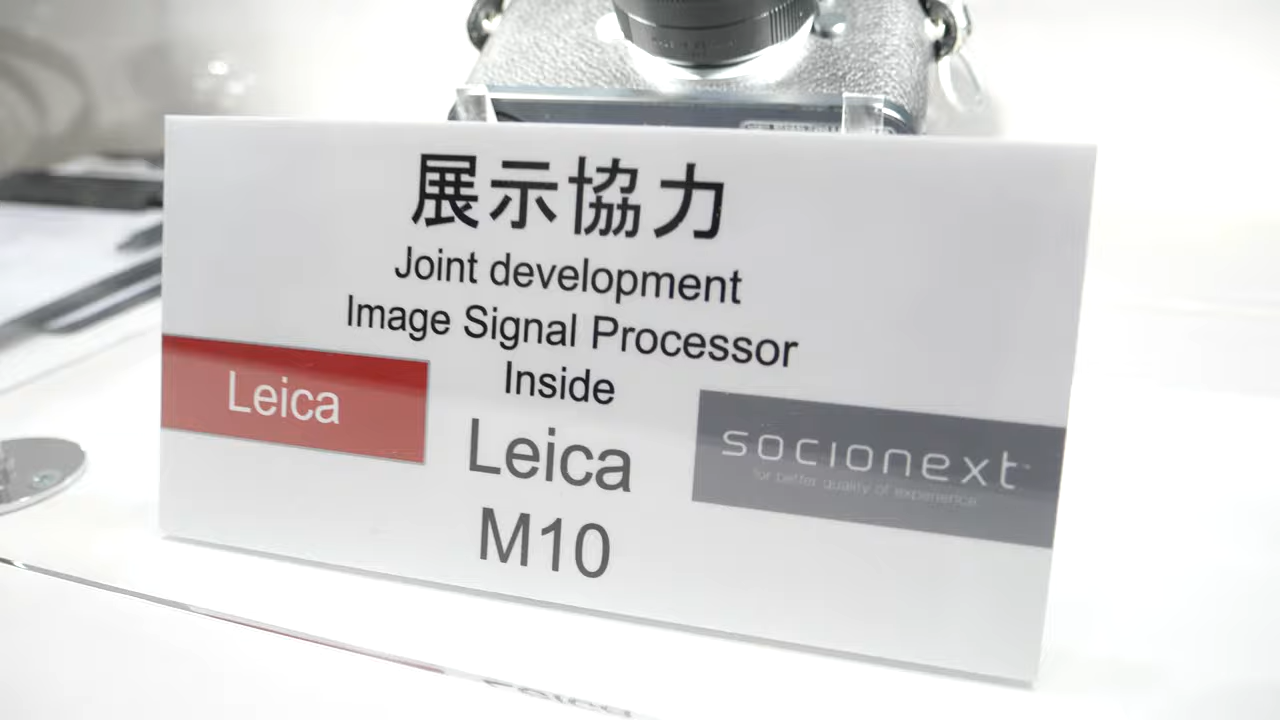 展示協力
Joint development
Image Signal Processor
Inside
Leica
M10
Leica
socionext
for better quality of experience